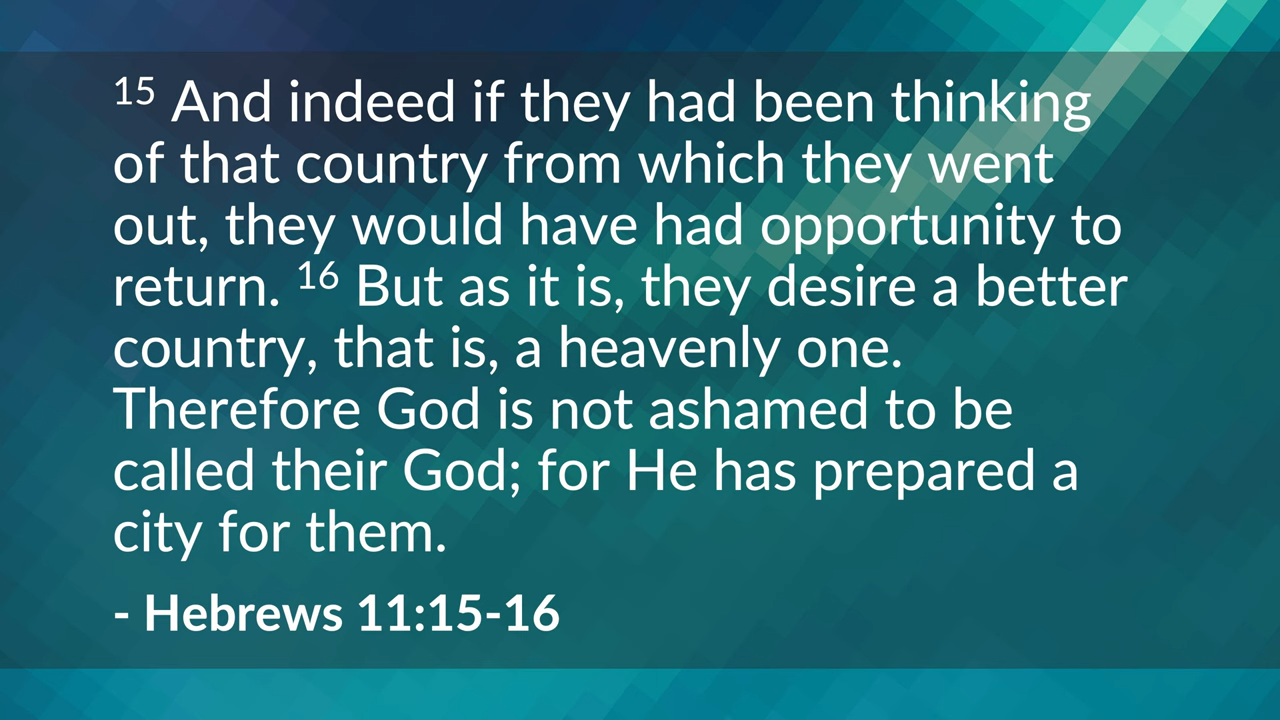 15 And indeed if they had been thinking
of that country from which they went
out, they would have had opportunity to
return. 16 But as it is, they desire a better
country, that is, a heavenly one.
Therefore God is not ashamed to be
called their God; for He has prepared a
city for them.
- Hebrews 11:15-16